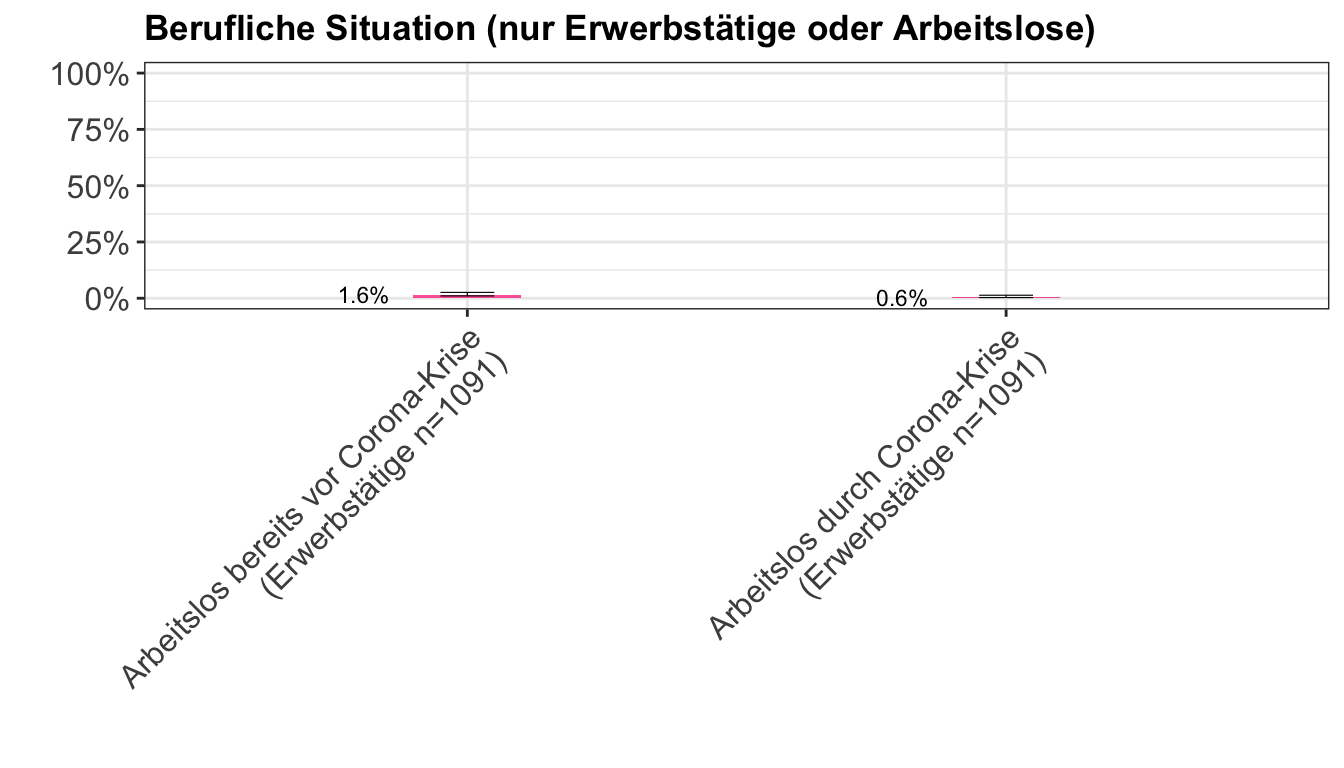 Berufliche Situation (nur Erwerbstätige oder Arbeitslose)
100%
75%
50%
25%
0%
1.6%
0.6%
Arbeitslos bereits vor Corona-Krise
(Erwerbstätige n=1091)
Arbeitslos durch Corona-Krise
(Erwerbstätige n=1091)